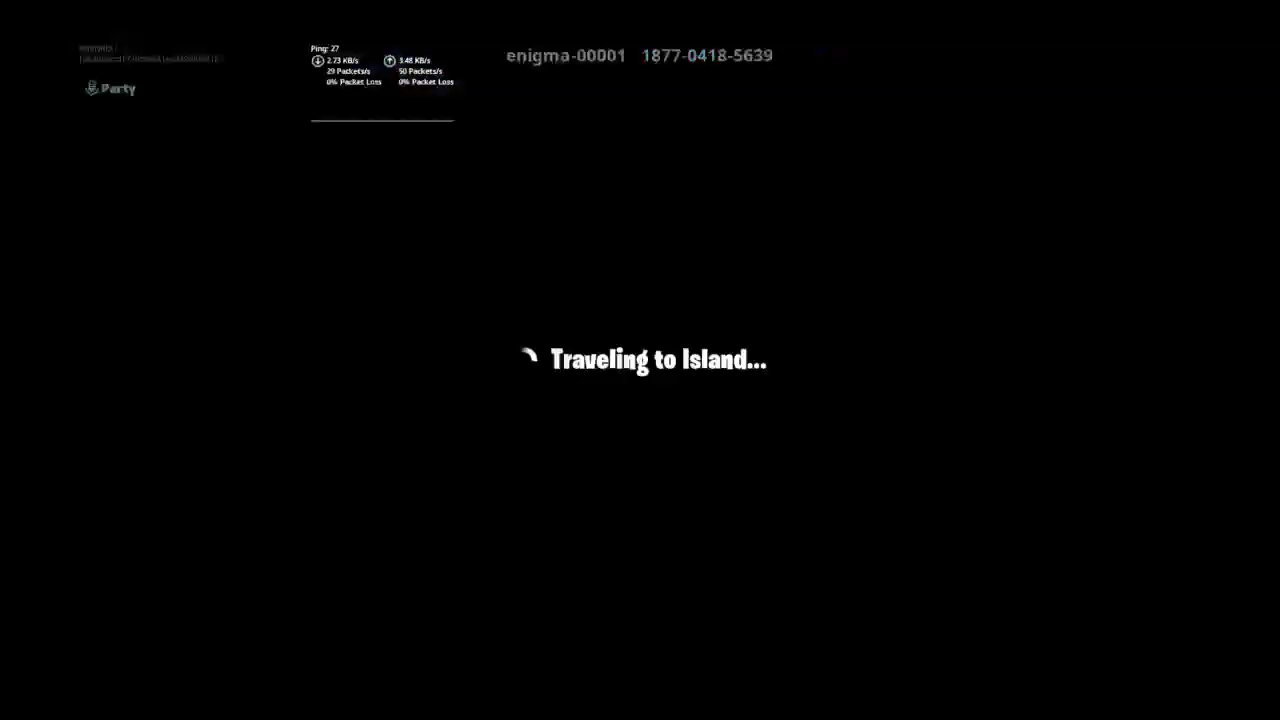 Party
Ping: 27
2.73 KB/s 3.48 KB/s
29 Packets/s 50 Packets/s
0% Packet Loss 0% Packet Loss
enigma-00001 1877-0418-5639
Traveling to Island...